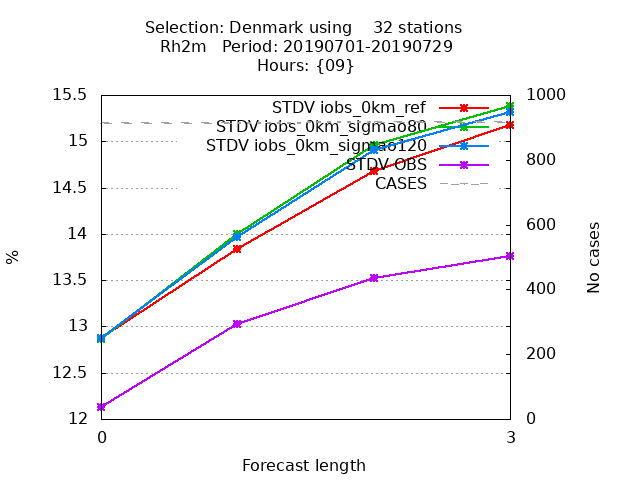 Selection: Denmark using    32 stations
Rh2m   Period: 20190701-20190729
Hours: {09}
STDV iobs_0km_ref
STDV iobs_0km_sigmao80
STDV iobs_0km_sigmao120
STDV OBS
CASES
15.5
15
14.5
14
13.5
13
12.5
12
%
1000
800
600
400
200
0
No cases
0
3
Forecast length